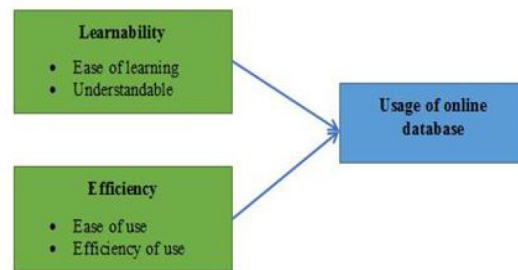 Learnability
• Ease of learning
• Understandable
Usage of online
database
Efficiency
• Ease of use
• Efficiency of use